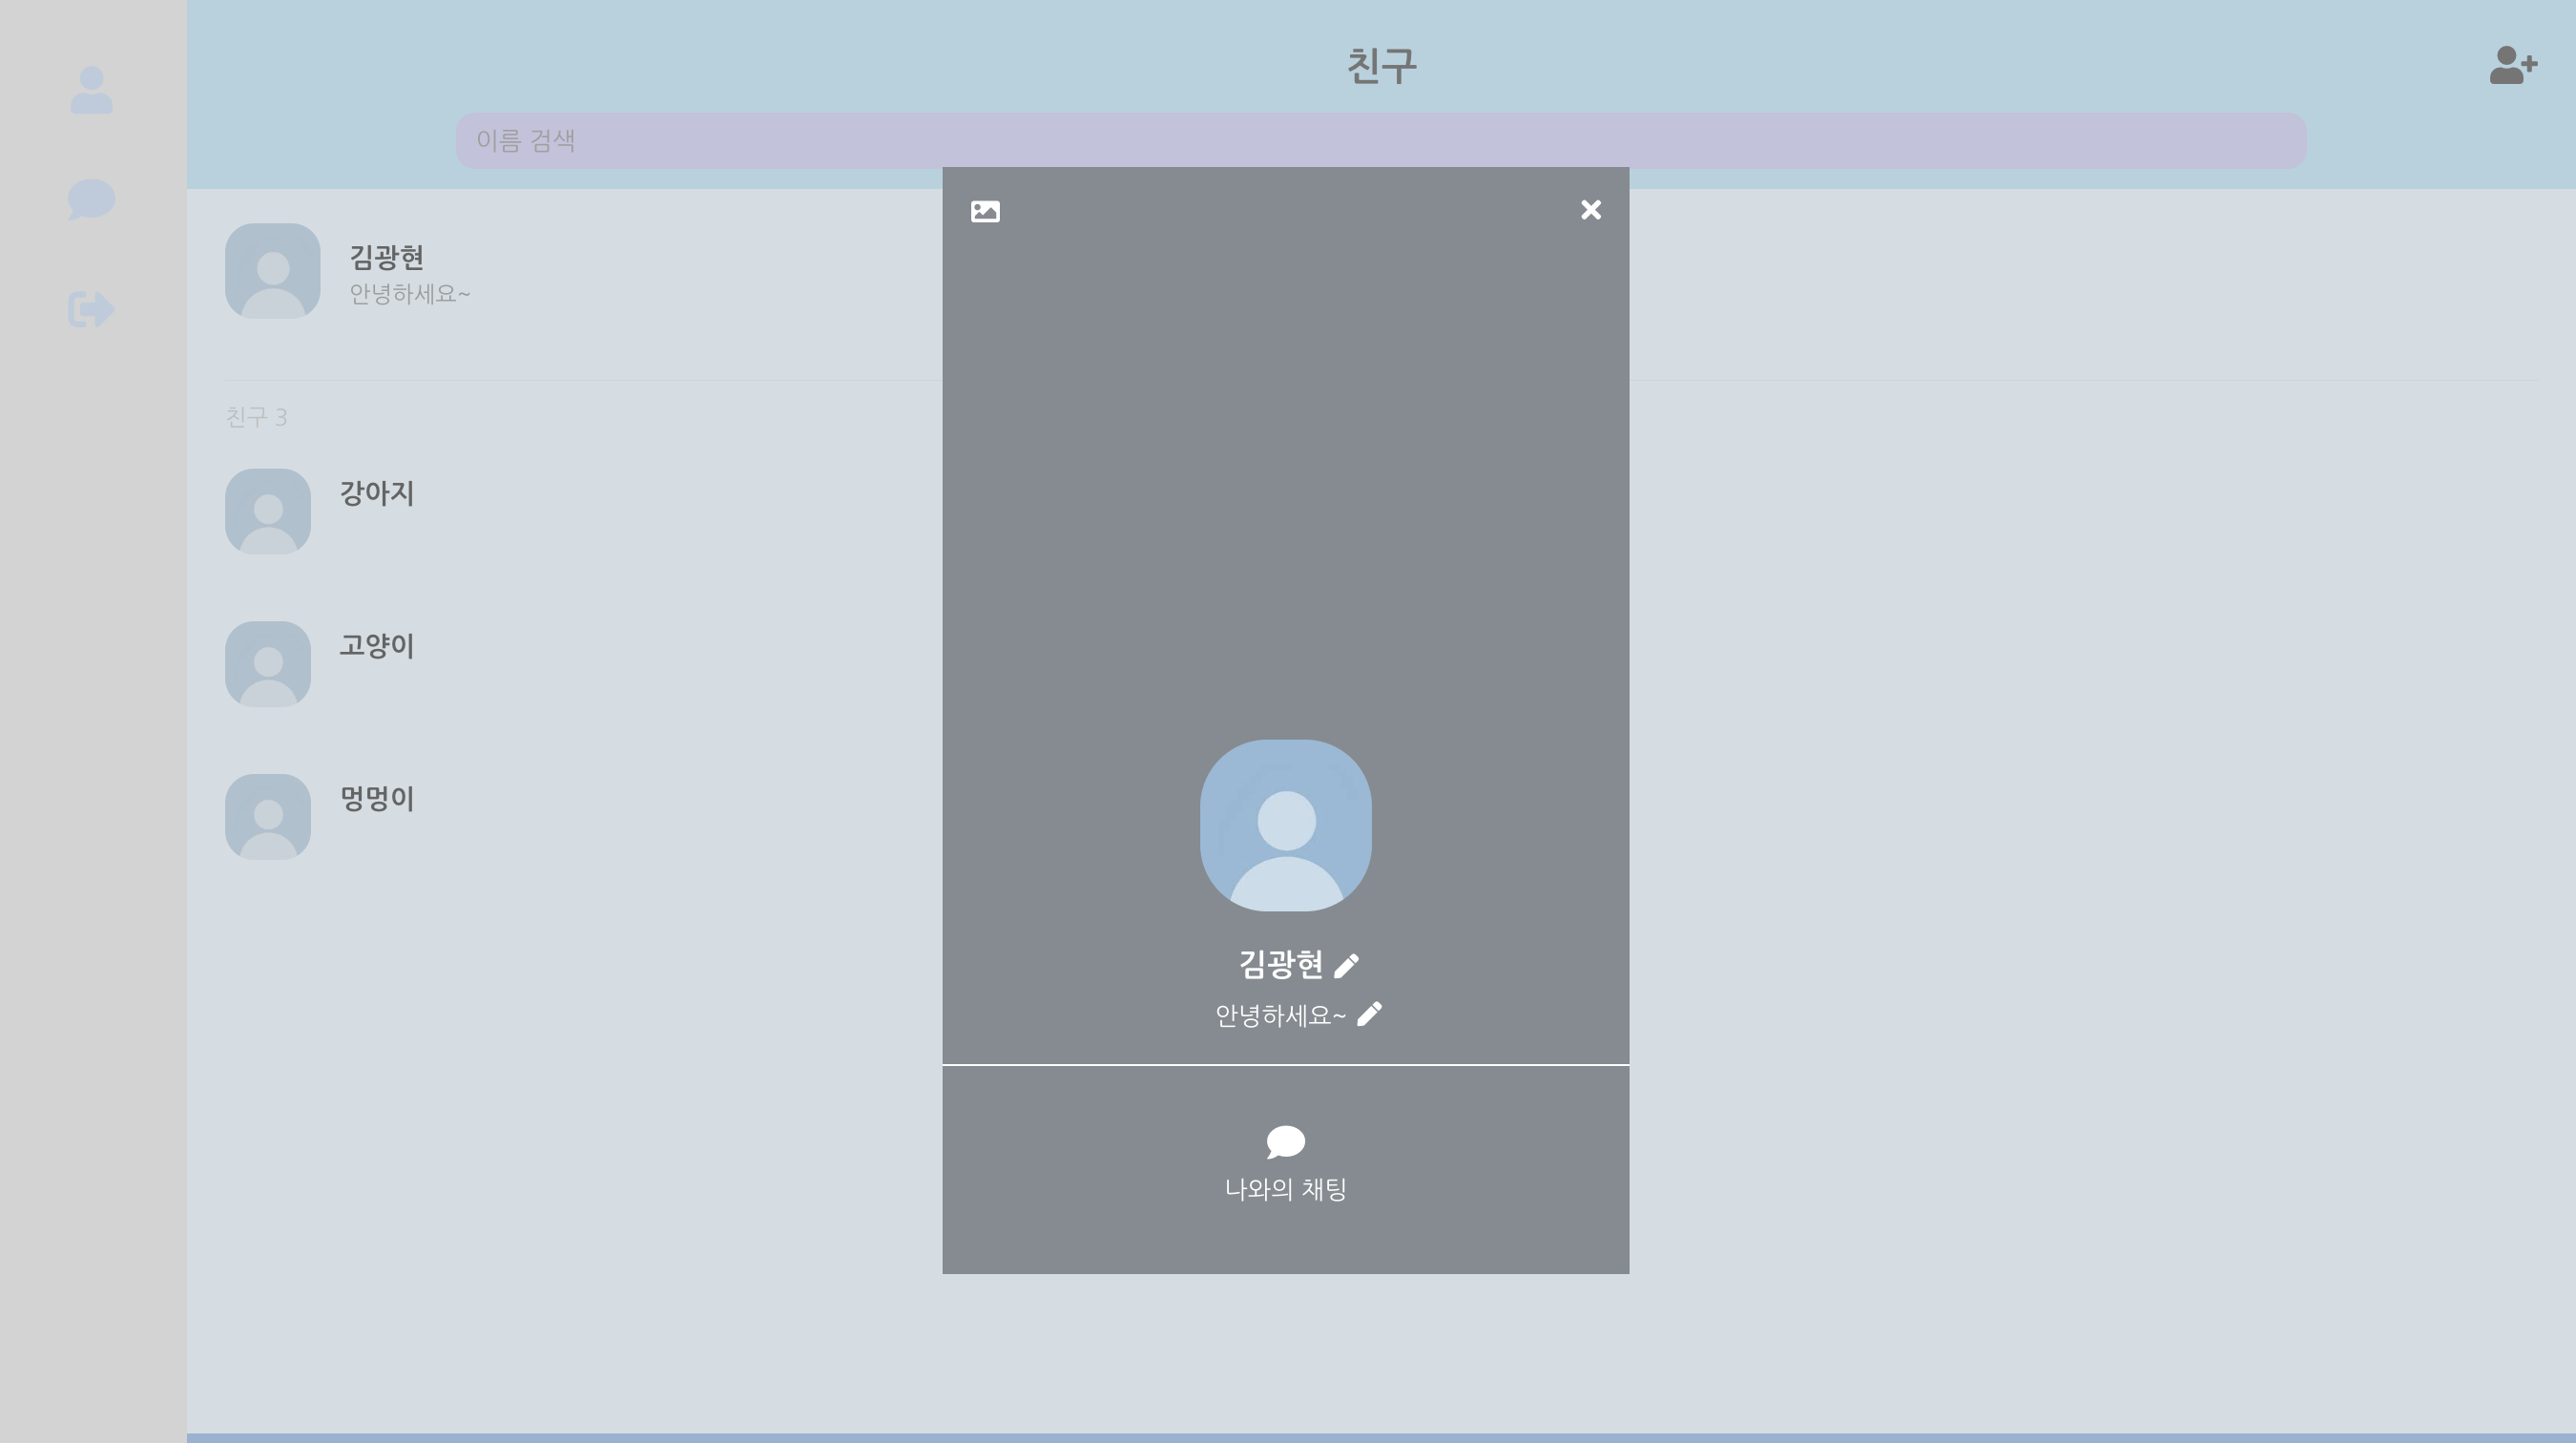 친구
이름 검색
김광현
안녕하세요~
친구 3
강아지
고양이
멍멍이
김광현
안녕하세요~
나와의 채팅